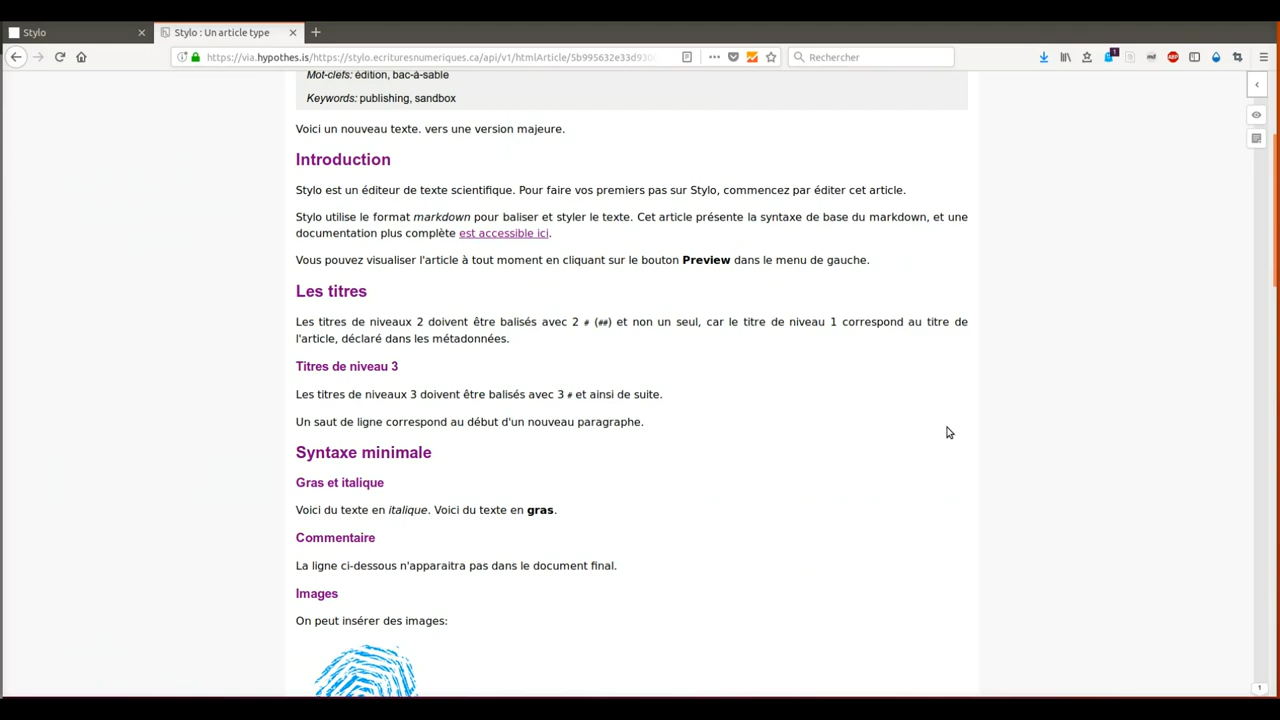 Stylo
Stylo : Un article type
https://via.hypothes.is/https://stylo.ecrituresnumeriques.ca/api/v1/htmlArticle/5b995632e33d930
Rechercher
1
ABP
Mot-clefs: édition, bac-à-sable
Keywords: publishing, sandbox
Voici un nouveau texte. vers une version majeure.
Introduction
Stylo est un éditeur de texte scientifique. Pour faire vos premiers pas sur Stylo, commencez par éditer cet article.
Stylo utilise le format markdown pour baliser et styler le texte. Cet article présente la syntaxe de base du markdown, et une
documentation plus complète est accessible ici.
Vous pouvez visualiser l'article à tout moment en cliquant sur le bouton Preview dans le menu de gauche.
Les titres
Les titres de niveaux 2 doivent être balisés avec 2 # (##) et non un seul, car le titre de niveau 1 correspond au titre de
l'article, déclaré dans les métadonnées.
Titres de niveau 3
Les titres de niveaux 3 doivent être balisés avec 3 # et ainsi de suite.
Un saut de ligne correspond au début d'un nouveau paragraphe.
Syntaxe minimale
Gras et italique
Voici du texte en italique. Voici du texte en gras.
Commentaire
La ligne ci-dessous n'apparaitra pas dans le document final.
Images
On peut insérer des images:
1